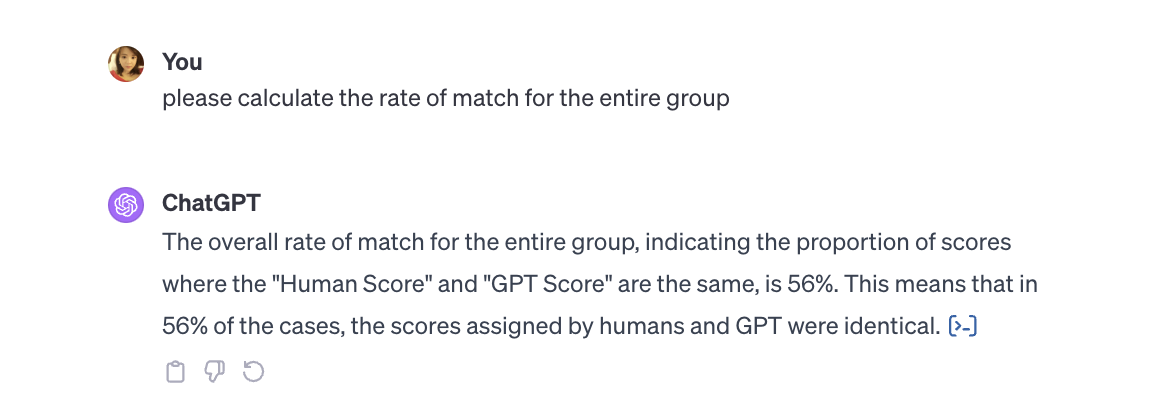 You
please calculate the rate of match for the entire group
ChatGPT
The overall rate of match for the entire group, indicating the proportion of scores
where the "Human Score" and "GPT Score" are the same, is 56%. This means that in
56% of the cases, the scores assigned by humans and GPT were identical. [>-]